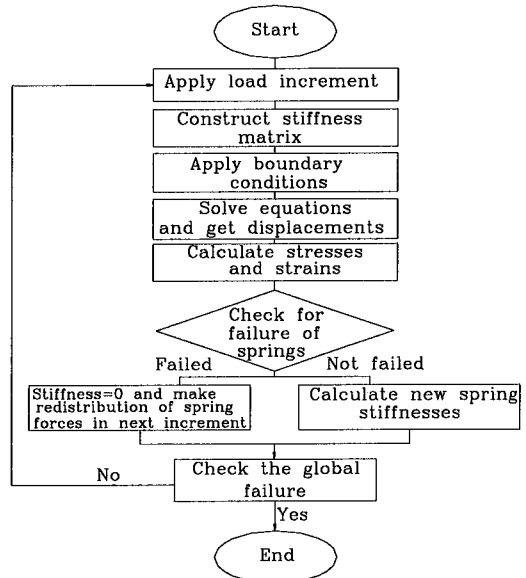 Start
Apply load increment
Construct stiffness
matrix
Apply boundary
conditions
Solve equations
and get displacements
Calculate stresses
and strains
Check for
failure of
springs
Failed
Not failed
Stiffness=0 and make
redistribution of spring
forces in next increment
Calculate new spring
stiffnesses
No
Check the global
failure
Yes
End